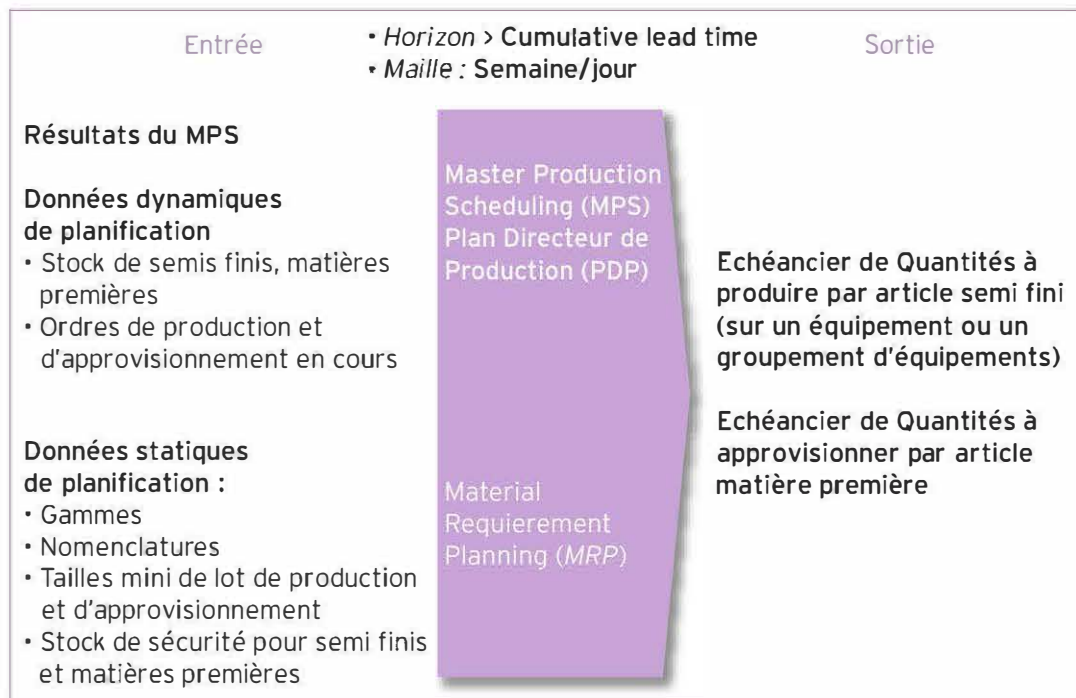 Entrée
• Horizon > Cumulative lead time
• Maille : Semaine/jour
Sortie
Résultats du MPS
Données dynamiques
de planification
• Stock de semis finis, matières
premières
• Ordres de production et
d'approvisionnement en cours
Données statiques
de planification :
• Gammes
• Nomenclatures
• Tailles mini de lot de production
et d'approvisionnement
• Stock de sécurité pour semi finis
et matières premières
Master Production
Scheduling (MPS)
Plan Directeur de
Production (PDP)
Material
Requierement
Planning (MRP)
Echéancier de Quantités à
produire par article semi fini
(sur un équipement ou un
groupement d'équipements)
Echéancier de Quantités à
approvisionner par article
matière première